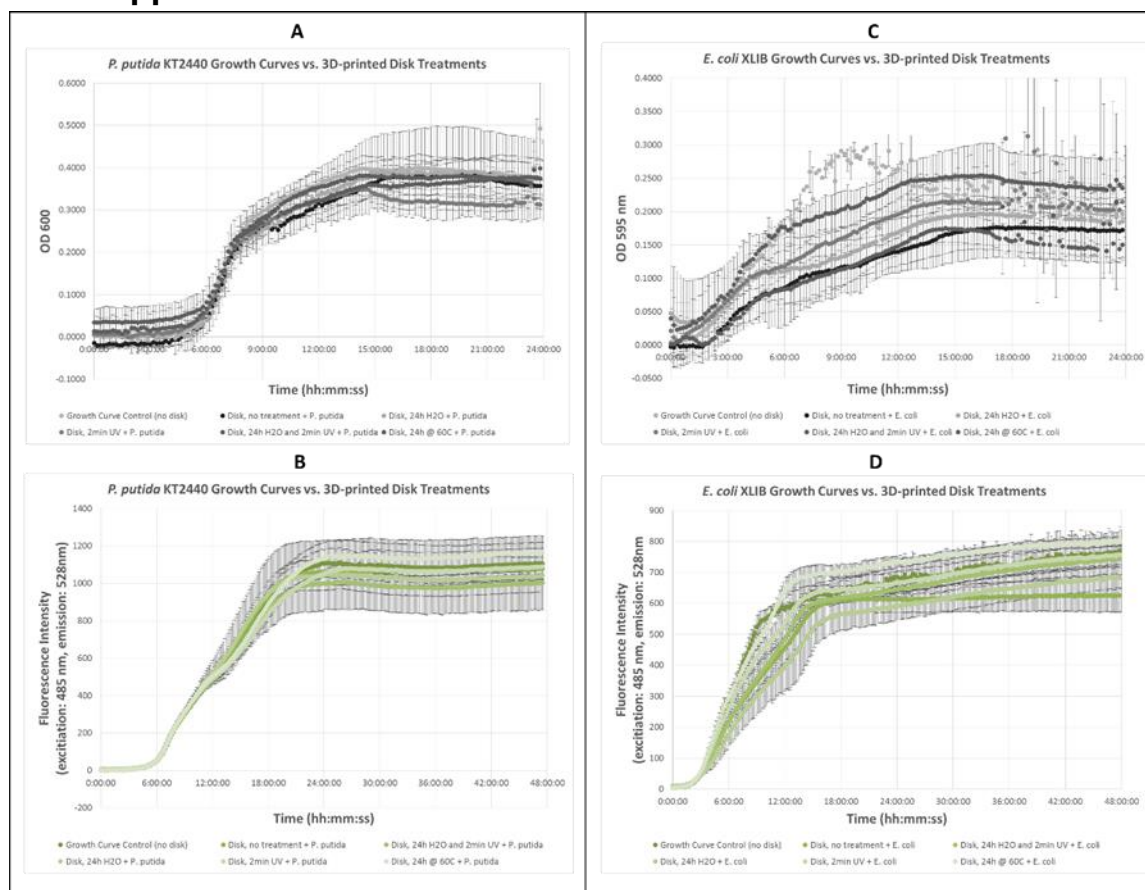 A
P. putida KT2440 Growth Curves vs. 3D-printed Disk Treatments
OD 600
0.6000
0.5000
0.4000
0.3000
0.2000
0.1000
0.0000
-0.1000
0:00:00 3:00:00 6:00:00 9:00:00 12:00:00 15:00:00 18:00:00 21:00:00 24:00:00
Time (hh:mm:ss)
Growth Curve Control (no disk) Disk, no treatment + P. putida Disk, 24h H2O + P. putida
Disk, 2min UV + P. putida Disk, 24h H2O and 2min UV + P. putida Disk, 24h @ 60C + P. putida
B
P. putida KT2440 Growth Curves vs. 3D-printed Disk Treatments
Fluorescence Intensity
(excitiation: 485 nm, emission: 528nm)
1400
1200
1000
800
600
400
200
0
-200
0:00:00 6:00:00 12:00:00 18:00:00 24:00:00 30:00:00 36:00:00 42:00:00 48:00:00
Time (hh:mm:ss)
Growth Curve Control (no disk) Disk, no treatment + P. putida Disk, 24h H2O and 2min UV + P. putida
Disk, 24h H2O + P. putida Disk, 2min UV + P. putida Disk, 24h @ 60C + P. putida
C
E. coli XLIB Growth Curves vs. 3D-printed Disk Treatments
OD 595 nm
0.4000
0.3500
0.3000
0.2500
0.2000
0.1500
0.1000
0.0500
0.0000
-0.0500
0:00:00 3:00:00 6:00:00 9:00:00 12:00:00 15:00:00 18:00:00 21:00:00 24:00:00
Time (hh:mm:ss)
Growth Curve Control (no disk) Disk, no treatment + E. coli Disk, 24h H2O + E. coli
Disk, 2min UV + E. coli Disk, 24h H2O and 2min UV + E. coli Disk, 24h @ 60C + E. coli
D
E. coli XLIB Growth Curves vs. 3D-printed Disk Treatments
Fluorescence Intensity
(excitiation: 485 nm, emission: 528nm)
900
800
700
600
500
400
300
200
100
0
0:00:00 6:00:00 12:00:00 18:00:00 24:00:00 30:00:00 36:00:00 42:00:00 48:00:00
Time (hh:mm:ss)
Growth Curve Control (no disk) Disk, no treatment + E. coli Disk, 24h H2O and 2min UV + E. coli
Disk, 24h H2O + E. coli Disk, 2min UV + E. coli Disk, 24h @ 60C + E. coli